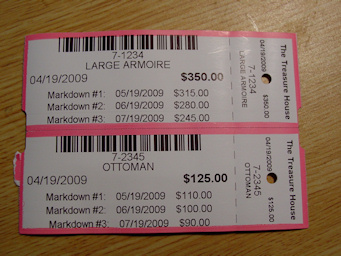 7-1234
LARGE ARMOIRE
04/19/2009 $350.00
Markdown #1: 05/19/2009 $315.00
Markdown #2: 06/19/2009 $280.00
Markdown #3: 07/19/2009 $245.00
The Treasure House
04/19/2009 $350.00
7-1234
LARGE ARMOIRE
7-2345
OTTOMAN
04/19/2009 $125.00
Markdown #1: 05/19/2009 $110.00
Markdown #2: 06/19/2009 $100.00
Markdown #3: 07/19/2009 $90.00
The Treasure House
04/19/2009 $125.00
7-2345
OTTOMAN